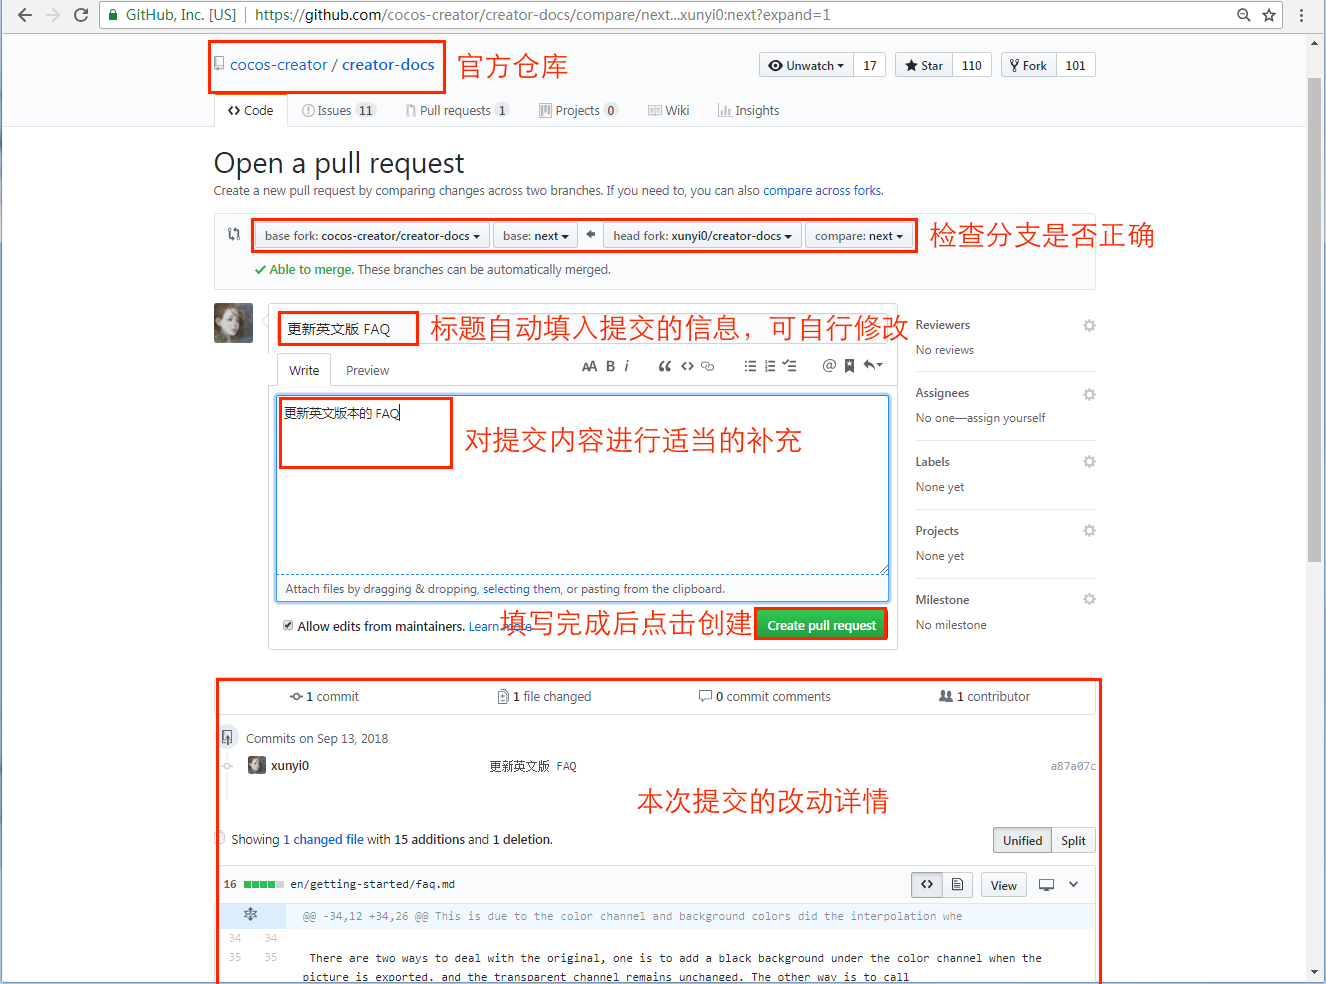 GitHub, Inc. [US] https://github.com/cocos-creator/creator-docs/compare/next...xunyi0:next?expand=1
cocos-creator / creator-docs 官方仓库 Unwatch 17 Star 110 Fork 101
Code Issues 11 Pull requests 1 Projects 0 Wiki Insights
Open a pull request
Create a new pull request by comparing changes across two branches. If you need to, you can also compare across forks.
base fork: cocos-creator/creator-docs base: next head fork: xunyi0/creator-docs compare: next 检查分支是否正确
Able to merge. These branches can be automatically merged.
更新英文版 FAQ 标题自动填入提交的信息，可自行修改 Reviewers
No reviews
Write Preview AA B i @
Assignees
No one—assign yourself
更新英文版本的 FAQ
对提交内容进行适当的补充
Labels
None yet
Projects
None yet
Attach files by dragging & dropping, selecting them, or pasting from the clipboard.
Milestone
No milestone
Allow edits from maintainers. Learn more 填写完成后点击创建 Create pull request
1 commit 1 file changed 0 commit comments 1 contributor
Commits on Sep 13, 2018
xunyi0 更新英文版 FAQ a87a07c
本次提交的改动详情
Showing 1 changed file with 15 additions and 1 deletion. Unified Split
16 en/getting-started/faq.md View
@@ -34,12 +34,26 @@ This is due to the color channel and background colors did the interpolation whe
34 34
35 35 There are two ways to deal with the original, one is to add a black background under the color channel when the
picture is exported, and the transparent channel remains unchanged. The other way is to call